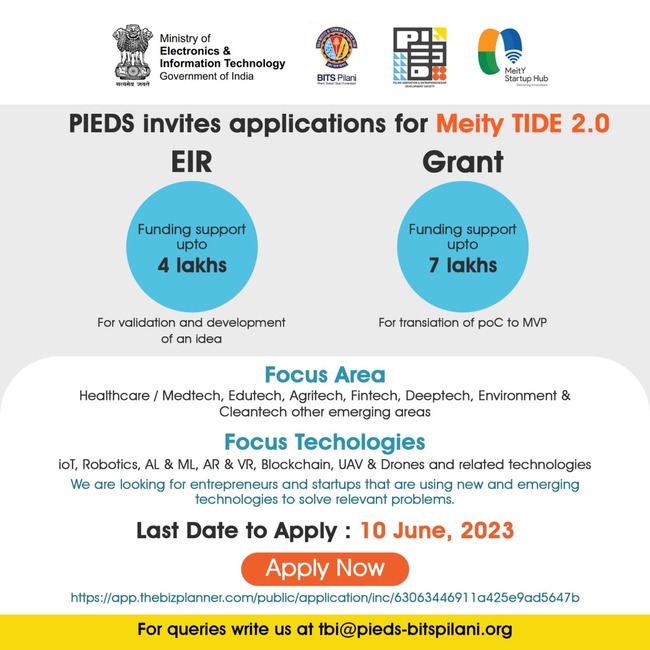 Ministry of
Electronics &
Information Technology
Government of India
सत्यमेव जयते
BITS Pilani
MeitY
Startup Hub
PIEDS invites applications for Meity TIDE 2.0
EIR
Grant
Funding support
upto
4 lakhs
Funding support
upto
7 lakhs
For validation and development
of an idea
For translation of poC to MVP
Focus Area
Healthcare / Medtech, Edutech, Agritech, Fintech, Deeptech, Environment &
Cleantech other emerging areas
Focus Techologies
ioT, Robotics, AL & ML, AR & VR, Blockchain, UAV & Drones and related technologies
We are looking for entrepreneurs and startups that are using new and emerging
technologies to solve relevant problems.
Last Date to Apply : 10 June, 2023
Apply Now
https://app.thebizplanner.com/public/application/inc/63063446911a425e9ad5647b
For queries write us at tbi@pieds-bitspilani.org